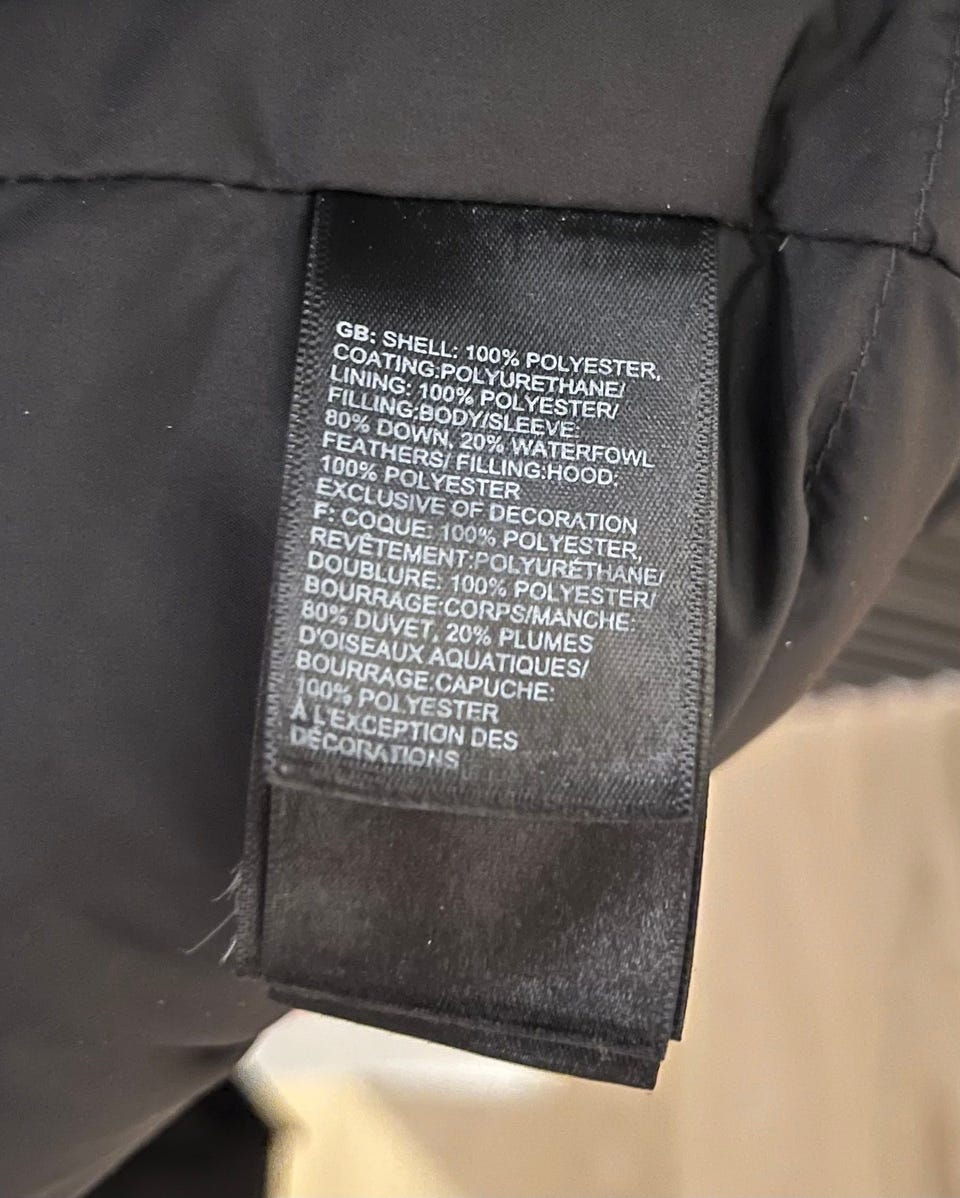 GB: SHELL: 100% POLYESTER,
COATING:POLYURETHANE/
LINING: 100% POLYESTER/
FILLING:BODY/SLEEVE:
80% DOWN, 20% WATERFOWL
FEATHERS/ FILLING:HOOD:
100% POLYESTER
EXCLUSIVE OF DECORATION
F: COQUE: 100% POLYESTER,
REVÊTEMENT:POLYURÉTHANE/
DOUBLURE: 100% POLYESTER/
BOURRAGE:CORPS/MANCHE:
80% DUVET, 20% PLUMES
D'OISEAUX AQUATIQUES/
BOURRAGE:CAPUCHE:
100% POLYESTER
À L'EXCEPTION DES
DÉCORATIONS